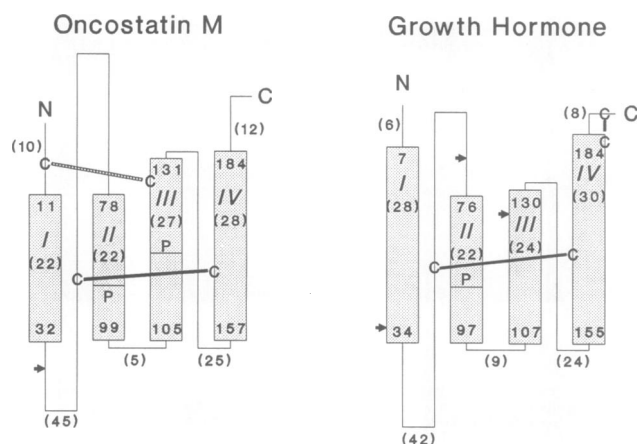 Oncostatin M
N
C
(10)
C
(12)
C
131
184
III
IV
(27)
(28)
11
78
I
II
(22)
(22)
P
C
C
P
32
99
105
157
(5)
(25)
(45)
Growth Hormone
N
(8)
C
C
(6)
C
7
184
I
IV
(28)
(30)
76
130
II
III
(22)
(24)
C
C
P
34
97
107
155
(9)
(24)
(42)